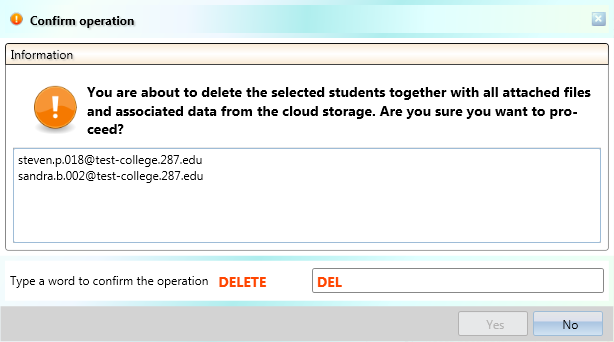 Confirm operation
Information
You are about to delete the selected students together with all attached files
and associated data from the cloud storage. Are you sure you want to pro-
ceed?
steven.p.018@test-college.287.edu
sandra.b.002@test-college.287.edu
Type a word to confirm the operation DELETE DEL
Yes No